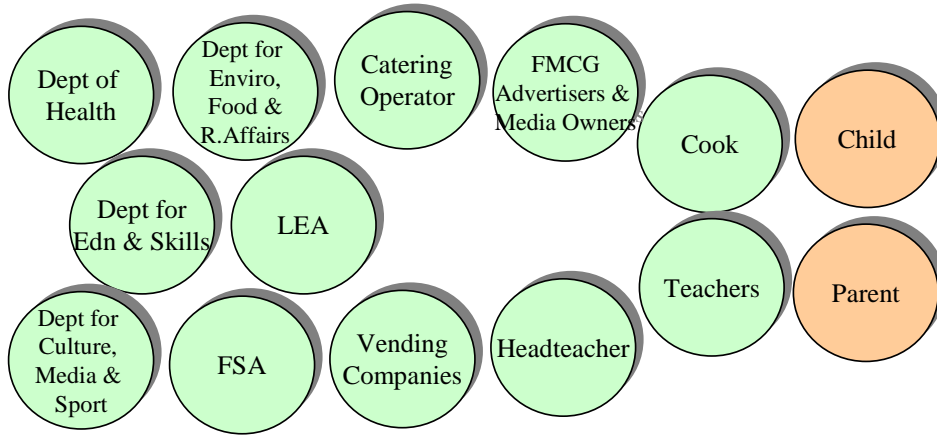 Dept of
Health
Dept for
Enviro,
Food &
R.Affairs
Catering
Operator
FMCG
Advertisers &
Media Owners
Cook
Child
Dept for
Edn & Skills
LEA
Teachers
Parent
Dept for
Culture,
Media &
Sport
FSA
Vending
Companies
Headteacher